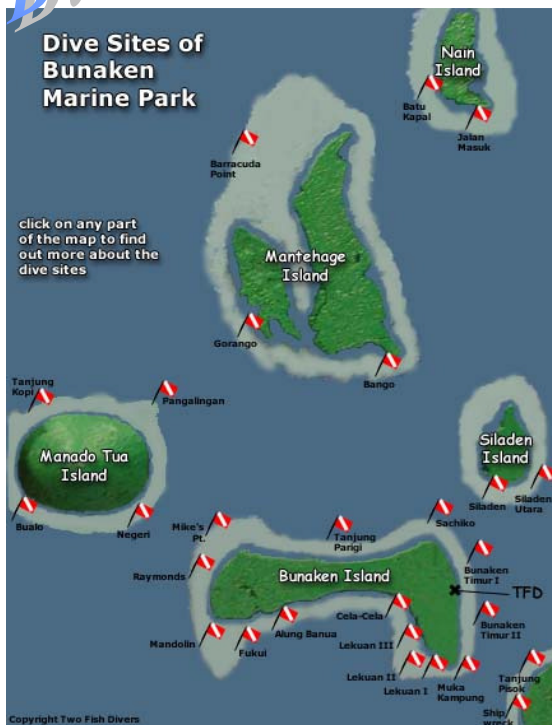 Dive Sites of
Bunaken
Marine Park
Nain
Island
Batu
Kapal
Jalan
Masuk
Barracuda
Point
click on any part
of the map to find
out more about the
dive sites
Mantehage
Island
Gorango
Bango
Tanjung
Kopi
Pangalingan
Manado Tua
Island
Bualo
Negeri
Siladen
Island
Siladen
Siladen
Utara
Sachiko
Mike's
Pt.
Tanjung
Parigi
Raymonds
Bunaken Island
Bunaken
Timur I
TFD
Cela-Cela
Bunaken
Timur II
Mandolin
Fukui
Alung Banua
Lekuan III
Lekuan II
Lekuan I
Muka
Kampung
Tanjung
Pisok
Ship
wreck
Copyright Two Fish Divers